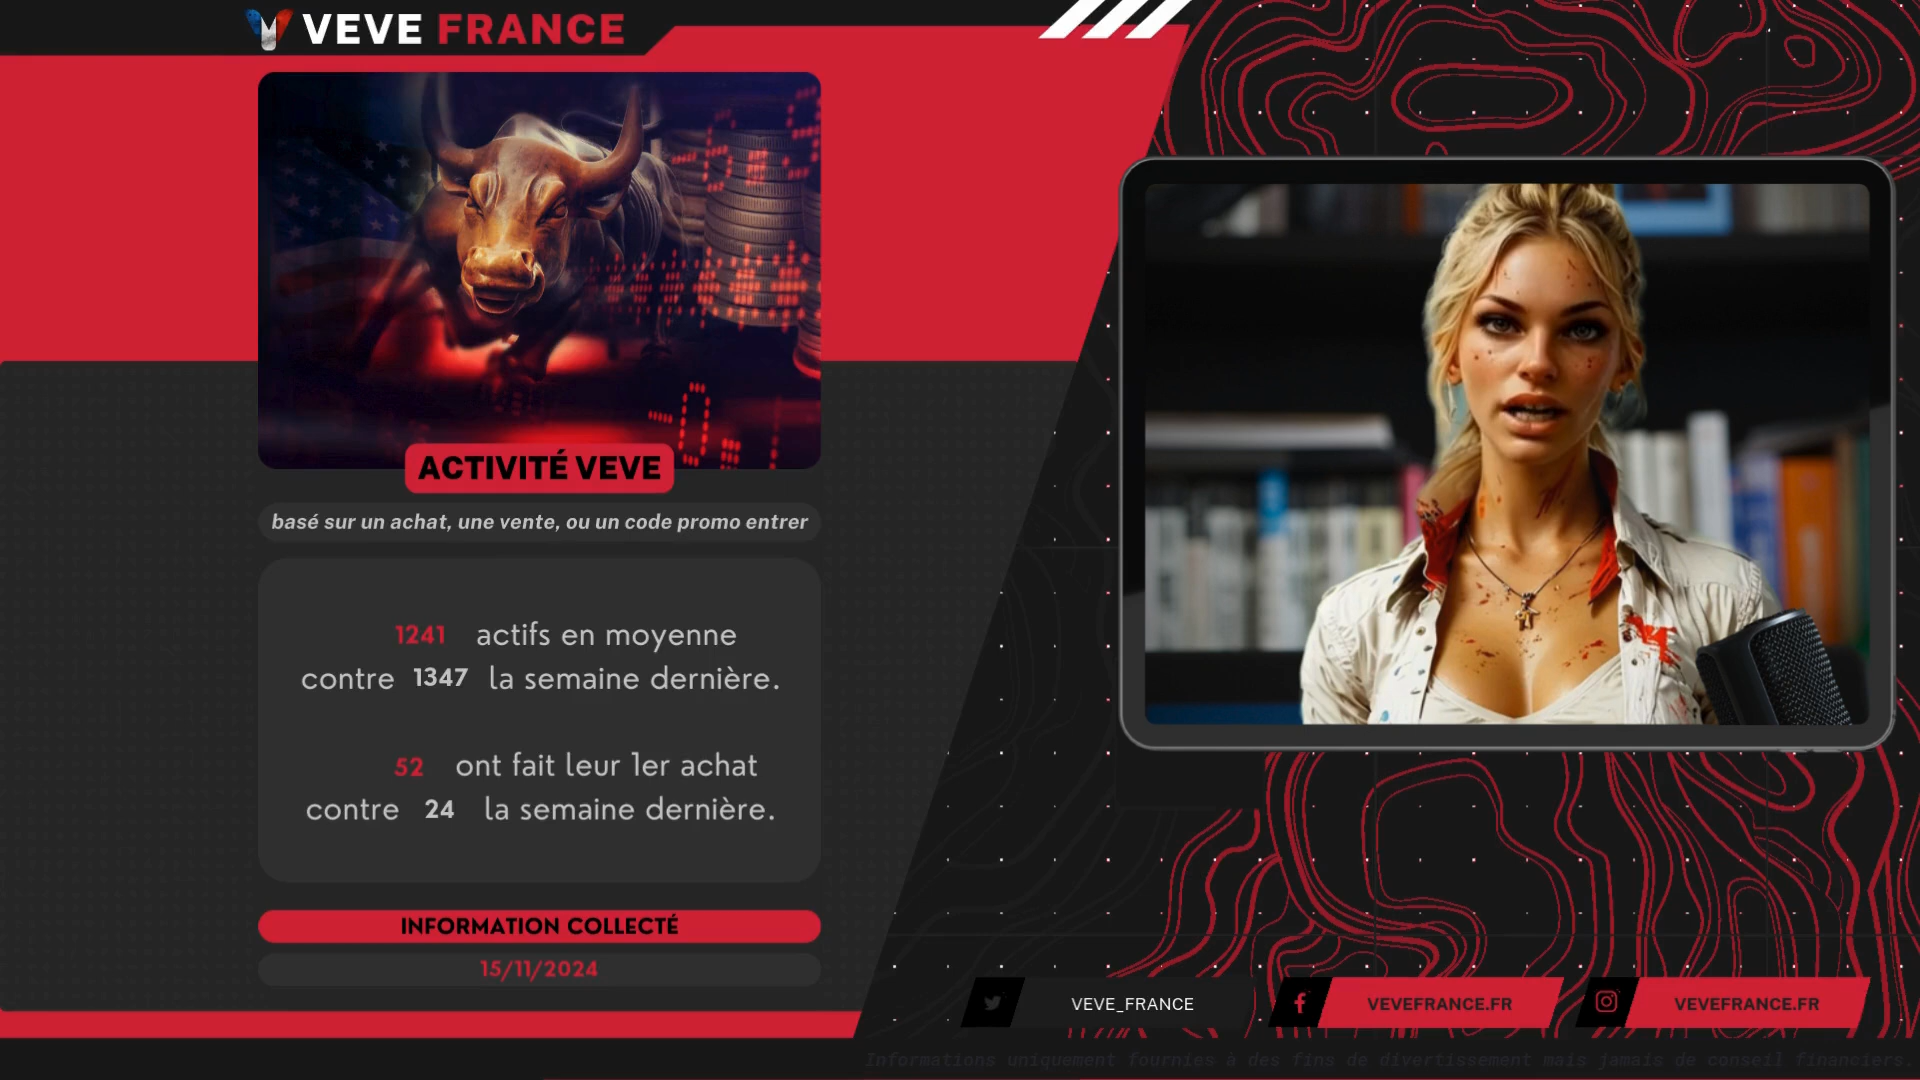 VEVE FRANCE
ACTIVITÉ VEVE
basé sur un achat, une vente, ou un code promo entrer
1241 actifs en moyenne
contre 1347 la semaine dernière.
52 ont fait leur 1er achat
contre 24 la semaine dernière.
INFORMATION COLLECTÉ
15/11/2024
VEVE_FRANCE
VEVEFRANCE.FR
VEVEFRANCE.FR
Informations uniquement fournies à des fins de divertissement mais jamais de conseil financiers.